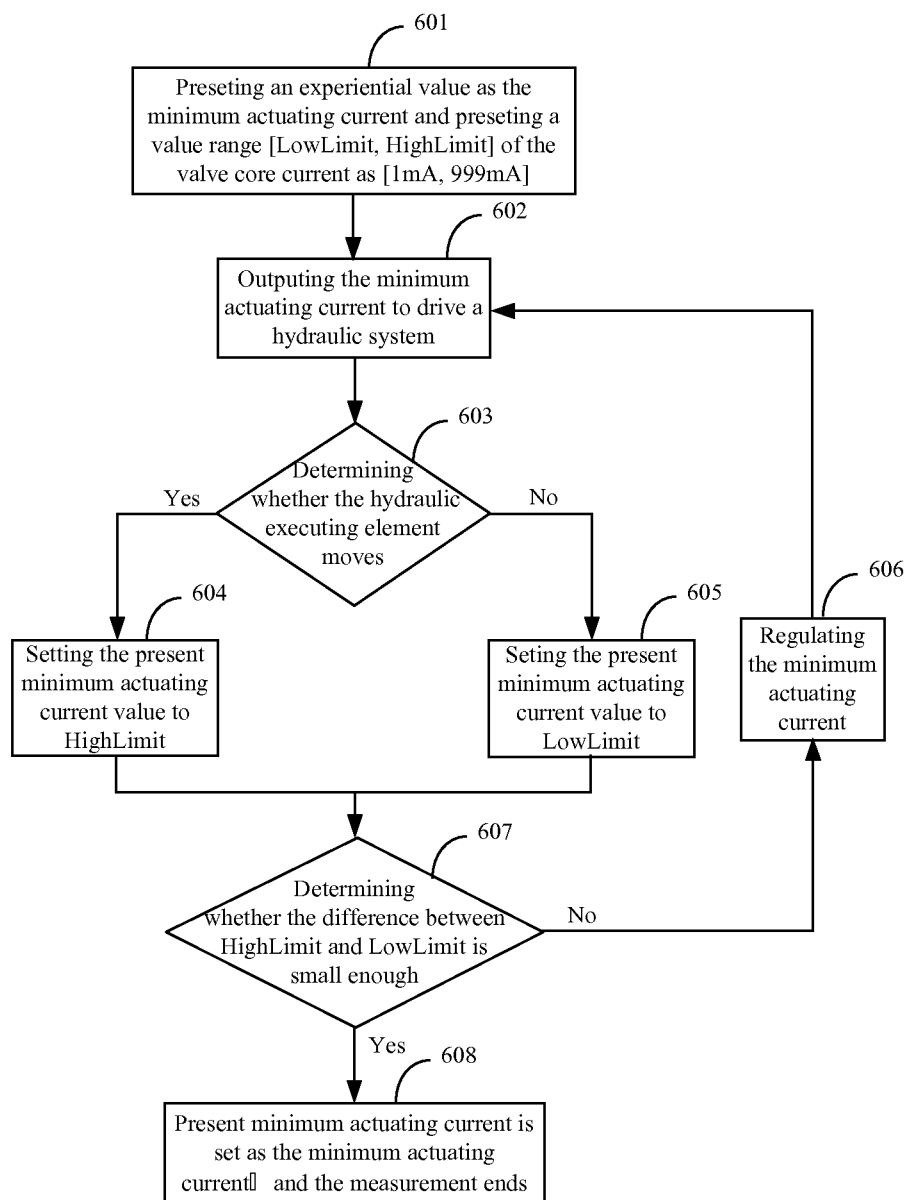 601
Preseting an experiential value as the
minimum actuating current and preseting a
value range [LowLimit, HighLimit] of the
valve core current as [1mA, 999mA]
602
Outputing the minimum
actuating current to drive a
hydraulic system
603
Determining
whether the hydraulic
executing element
moves
Yes
No
604
Setting the present
minimum actuating
current value to
HighLimit
605
Seting the present
minimum actuating
current value to
LowLimit
606
Regulating
the minimum
actuating
current
607
Determining
whether the difference between
HighLimit and LowLimit is
small enough
No
Yes
608
Present minimum actuating current is
set as the minimum actuating
current▯ and the measurement ends